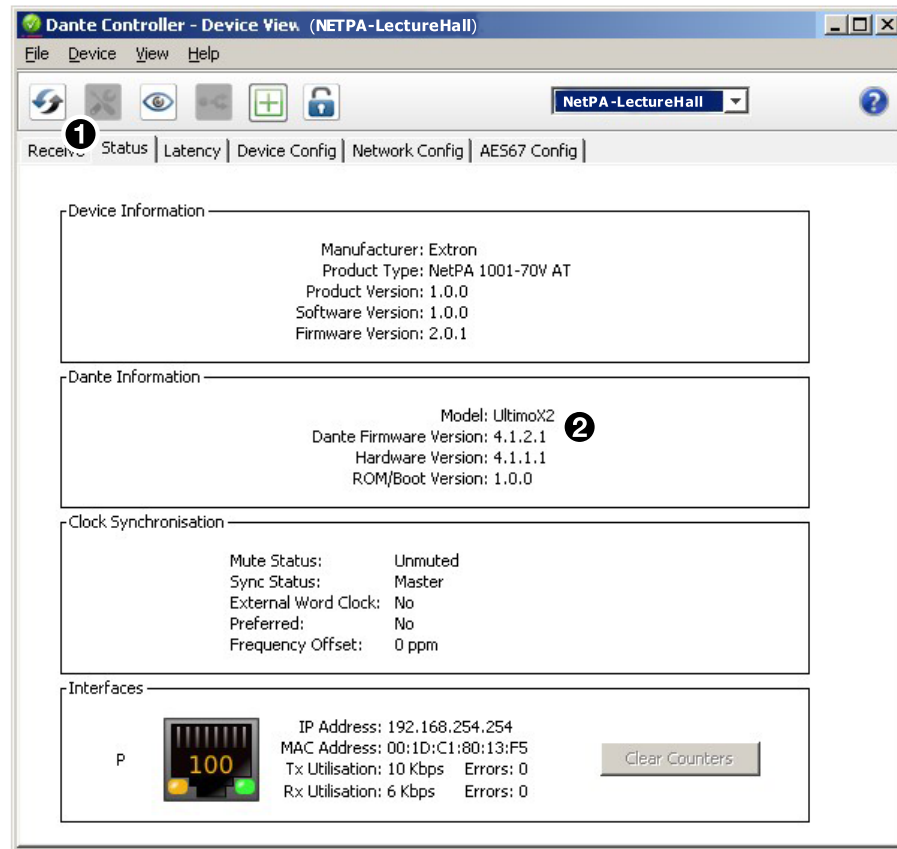 Dante Controller - Device View (NETPA-LectureHall)
File Device View Help
NetPA-LectureHall
?
1
Receive Status Latency Device Config Network Config AES67 Config
Device Information
Manufacturer: Extron
Product Type: NetPA 1001-70V AT
Product Version: 1.0.0
Software Version: 1.0.0
Firmware Version: 2.0.1
Dante Information
Model: UltimoX2
2
Dante Firmware Version: 4.1.2.1
Hardware Version: 4.1.1.1
ROM/Boot Version: 1.0.0
Clock Synchronisation
Mute Status: Unmuted
Sync Status: Master
External Word Clock: No
Preferred: No
Frequency Offset: 0 ppm
Interfaces
P
100
IP Address: 192.168.254.254
MAC Address: 00:1D:C1:80:13:F5
Tx Utilisation: 10 Kbps Errors: 0
Rx Utilisation: 6 Kbps Errors: 0
Clear Counters